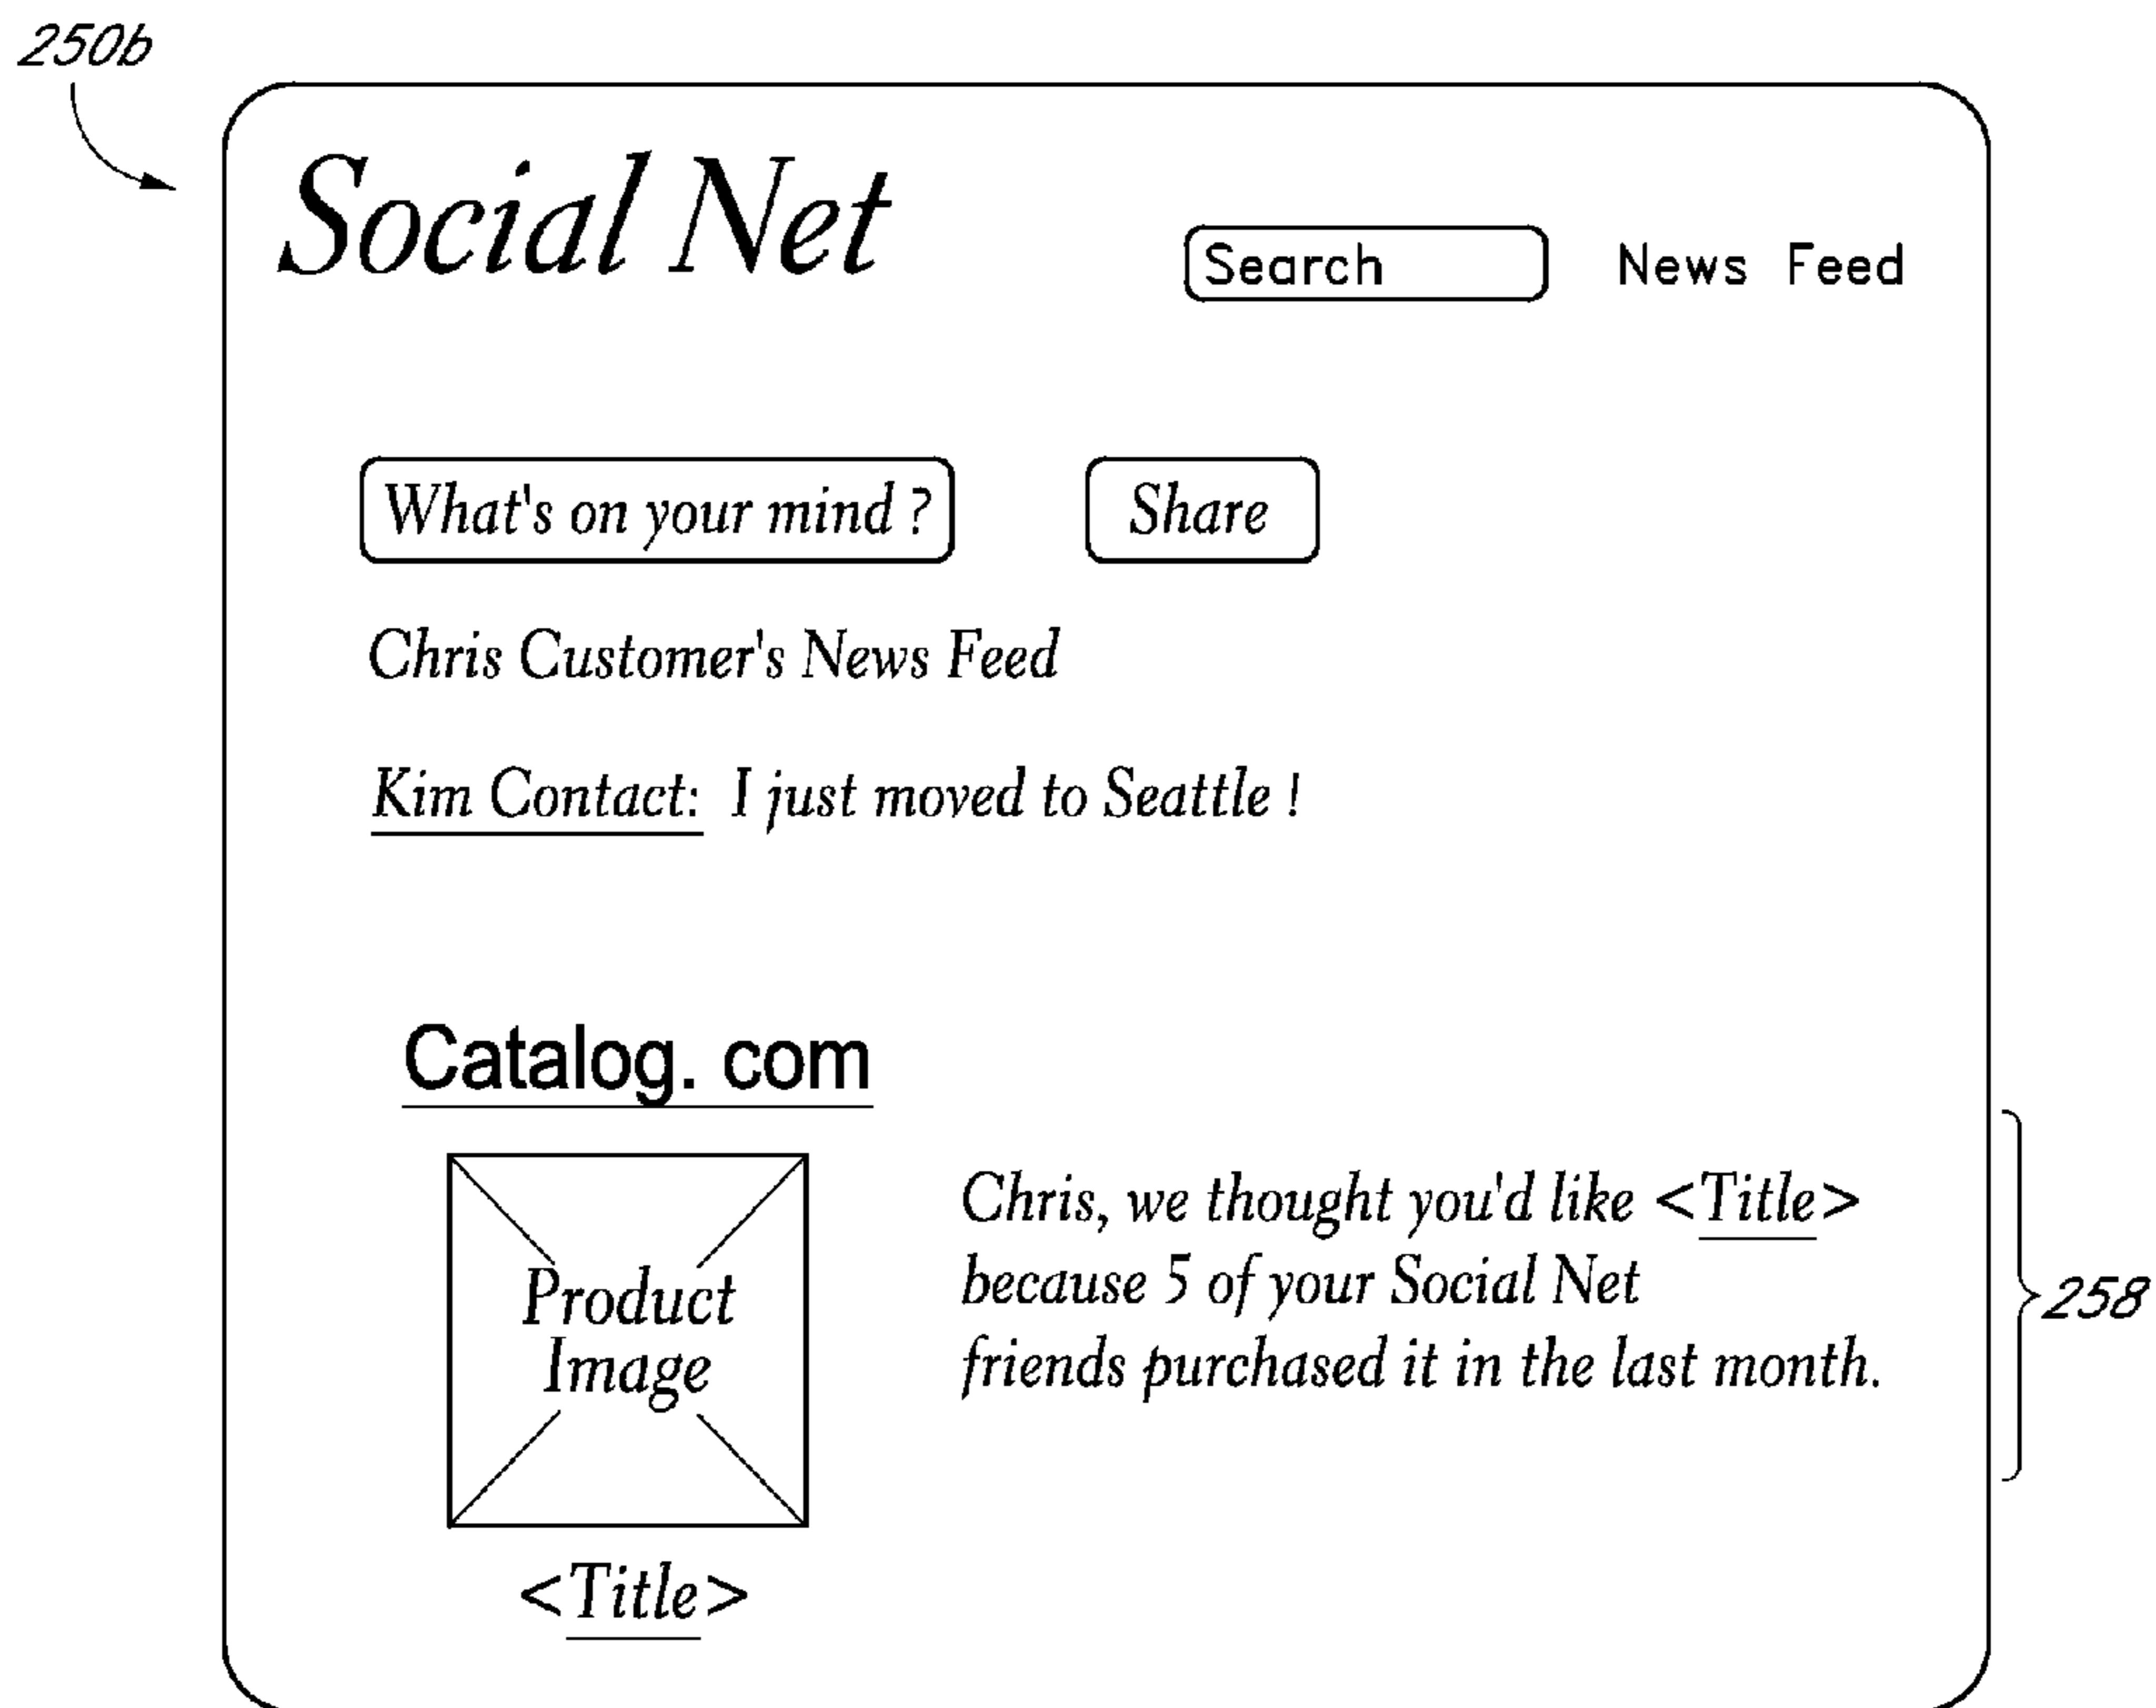 250b
Social Net
Search
News Feed
What's on your mind ?
Share
Chris Customer's News Feed
Kim Contact: I just moved to Seattle !
Catalog. com
Product
Image
<Title>
Chris, we thought you'd like <Title>
because 5 of your Social Net
friends purchased it in the last month.
258